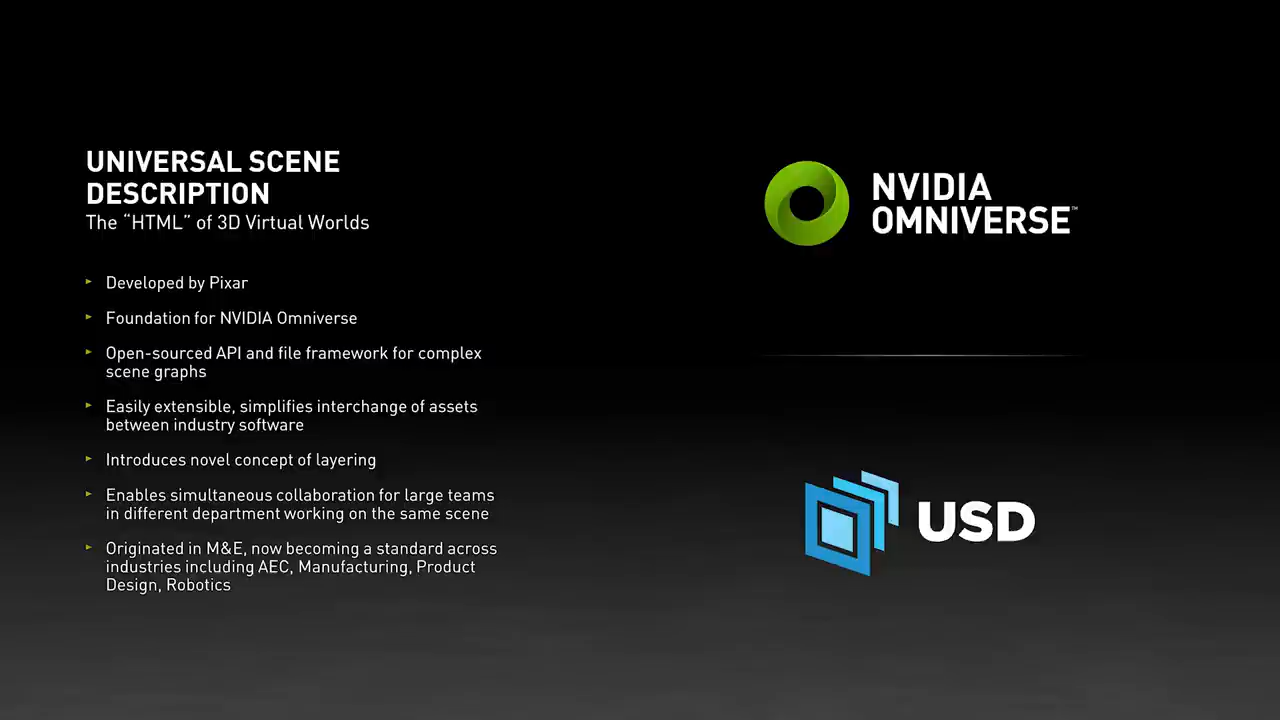 UNIVERSAL SCENE
DESCRIPTION
The “HTML” of 3D Virtual Worlds
Developed by Pixar
Foundation for NVIDIA Omniverse
Open-sourced API and file framework for complex
scene graphs
Easily extensible, simplifies interchange of assets
between industry software
Introduces novel concept of layering
Enables simultaneous collaboration for large teams
in different department working on the same scene
Originated in M&E, now becoming a standard across
industries including AEC, Manufacturing, Product
Design, Robotics
NVIDIA
OMNIVERSE™
USD